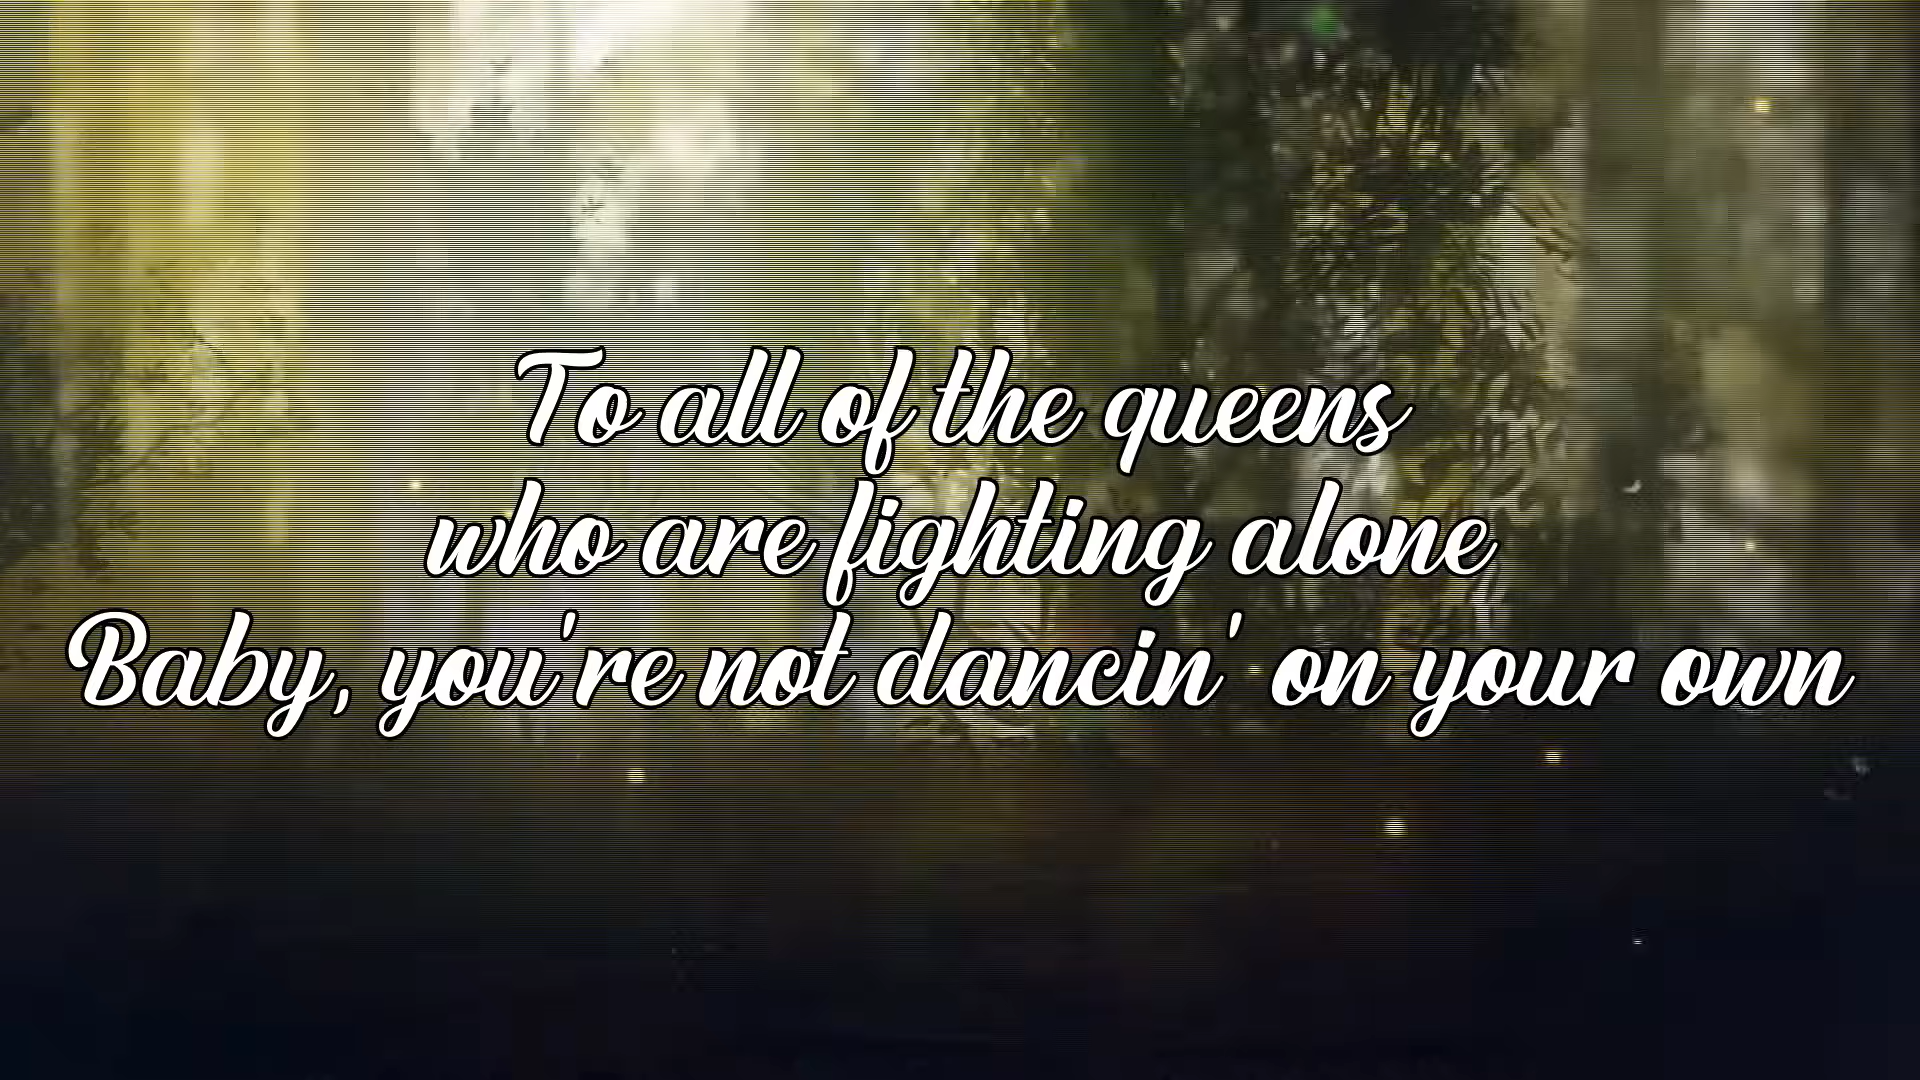 To all of the queens
who are fighting alone
Baby, you're not dancin' on your own